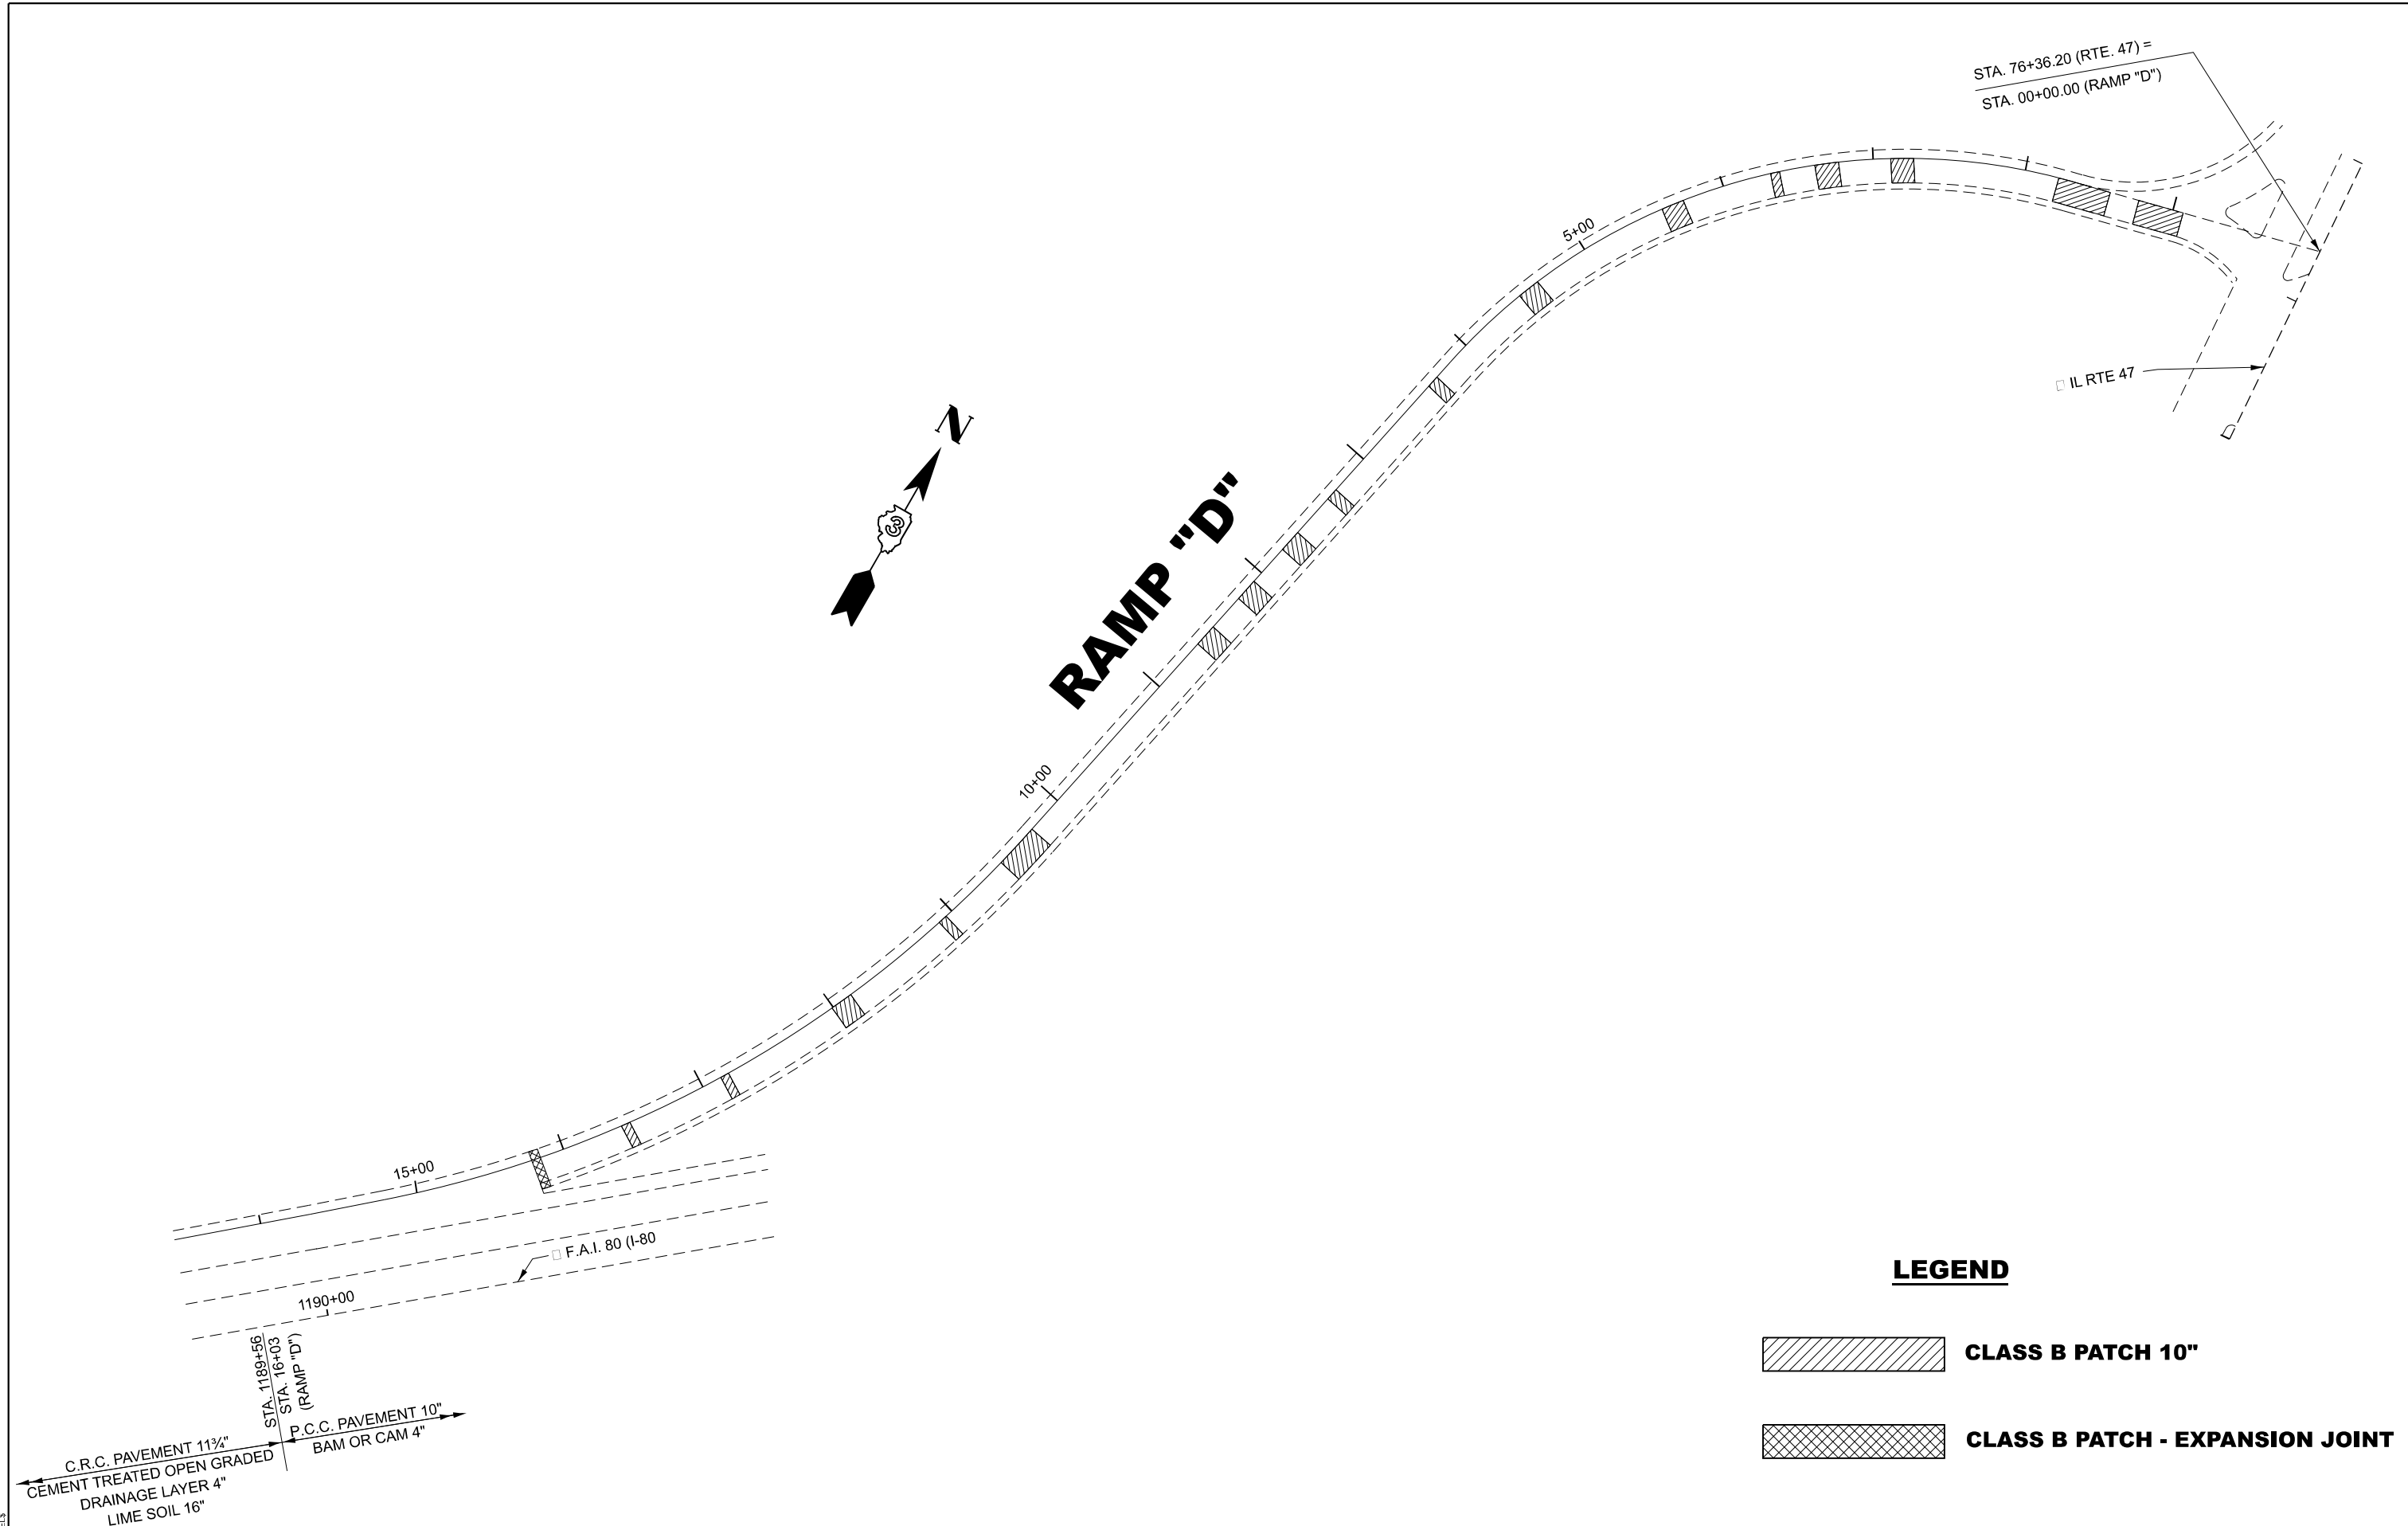 STA. 76+36.20 (RTE. 47) =
STA. 00+00.00 (RAMP "D")
5+00
IL RTE 47
N
3
RAMP "D"
10+00
15+00
F.A.I. 80 (I-80
1190+00
STA. 1189+56
STA. 16+03
(RAMP "D")
C.R.C. PAVEMENT 11¾"
CEMENT TREATED OPEN GRADED
DRAINAGE LAYER 4"
LIME SOIL 16"
P.C.C. PAVEMENT 10"
BAM OR CAM 4"
LEGEND
CLASS B PATCH 10"
CLASS B PATCH - EXPANSION JOINT